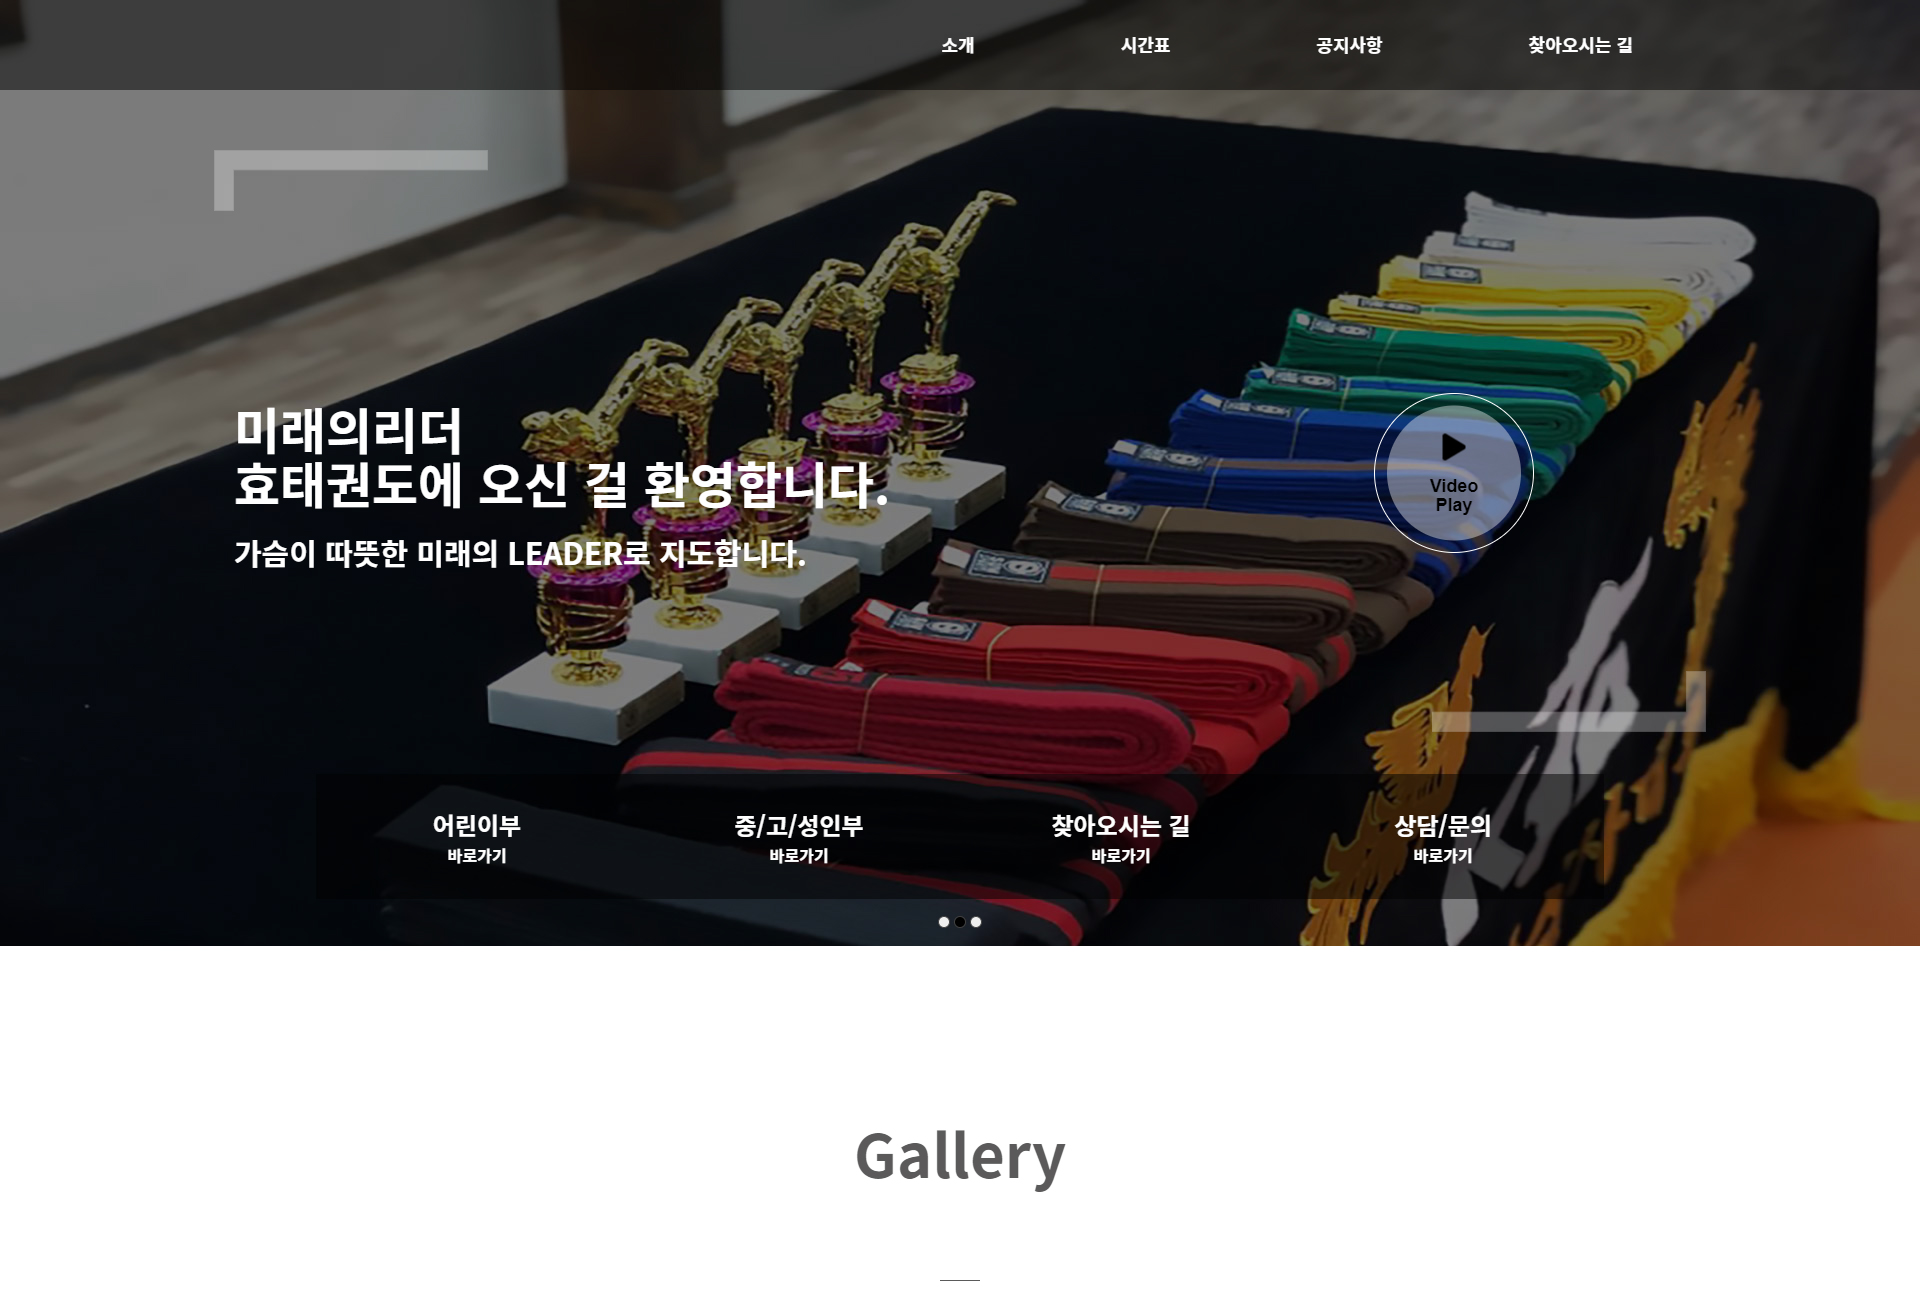 소개 시간표 공지사항 찾아오시는 길
미래의리더
효태권도에 오신 걸 환영합니다.
가슴이 따뜻한 미래의 LEADER로 지도합니다.
Video
Play
어린이부 중/고/성인부 찾아오시는 길 상담/문의
바로가기 바로가기 바로가기 바로가기
Gallery